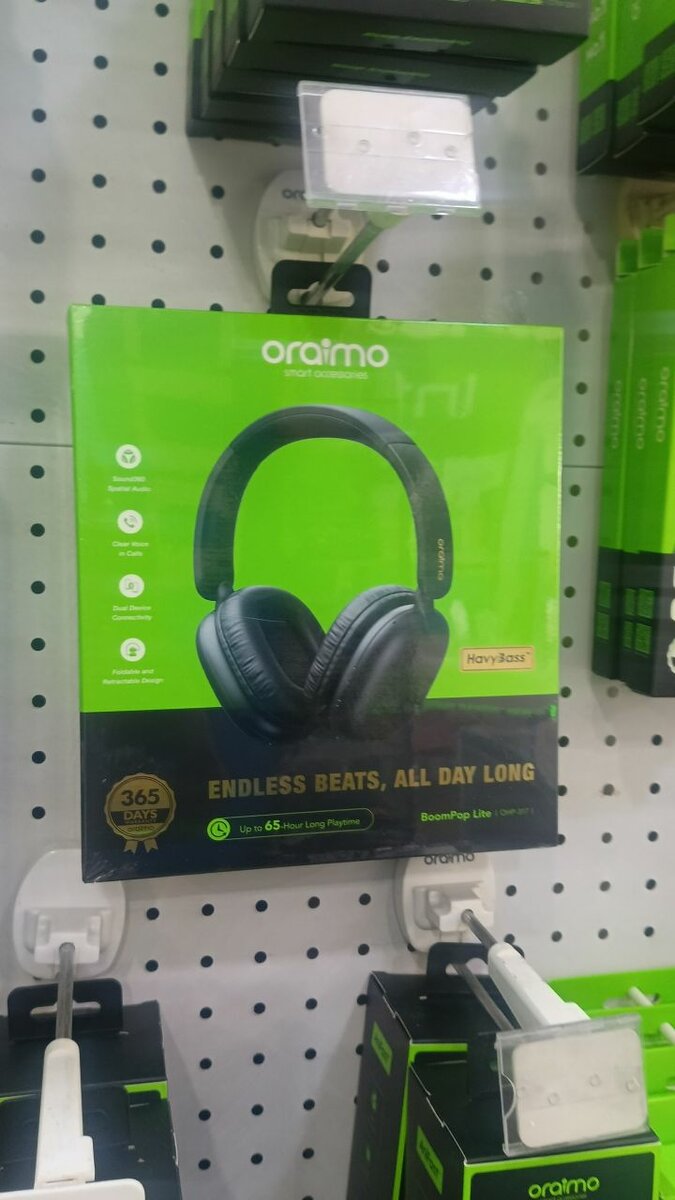 oraimo
smart accessories
Sound360
Spatial Audio
Clear Voice
in Calls
Dual Device
Connectivity
Foldable and
Retractable Design
oraimo
HavyBass
365
DAYS
oraimo
ENDLESS BEATS, ALL DAY LONG
Up to 65-Hour Long Playtime
BoomPop Lite
oraimo
oraimo
oraimo
oraimo
oraimo